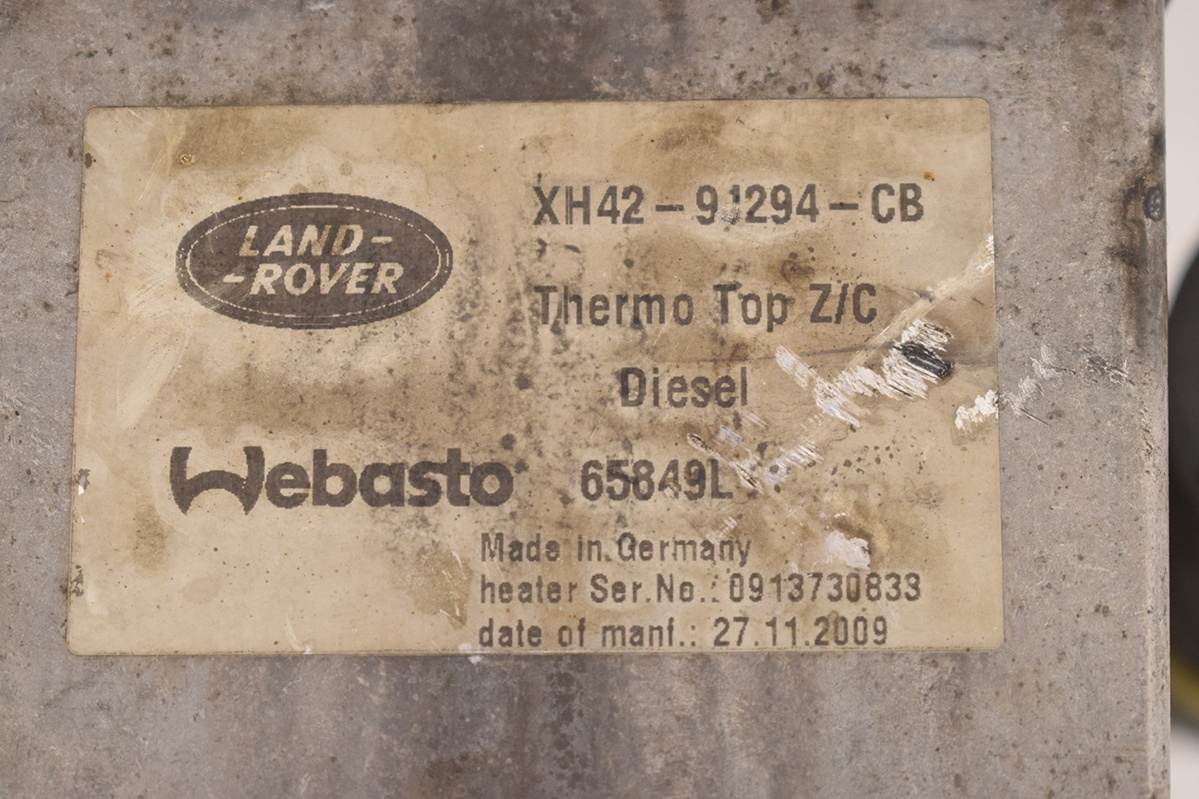 LAND-
-ROVER
XH42-91294-CB
Thermo Top Z/C
Diesel
Webasto 65849L
Made in Germany
heater Ser.No.: 0913730833
date of manf.: 27.11.2009